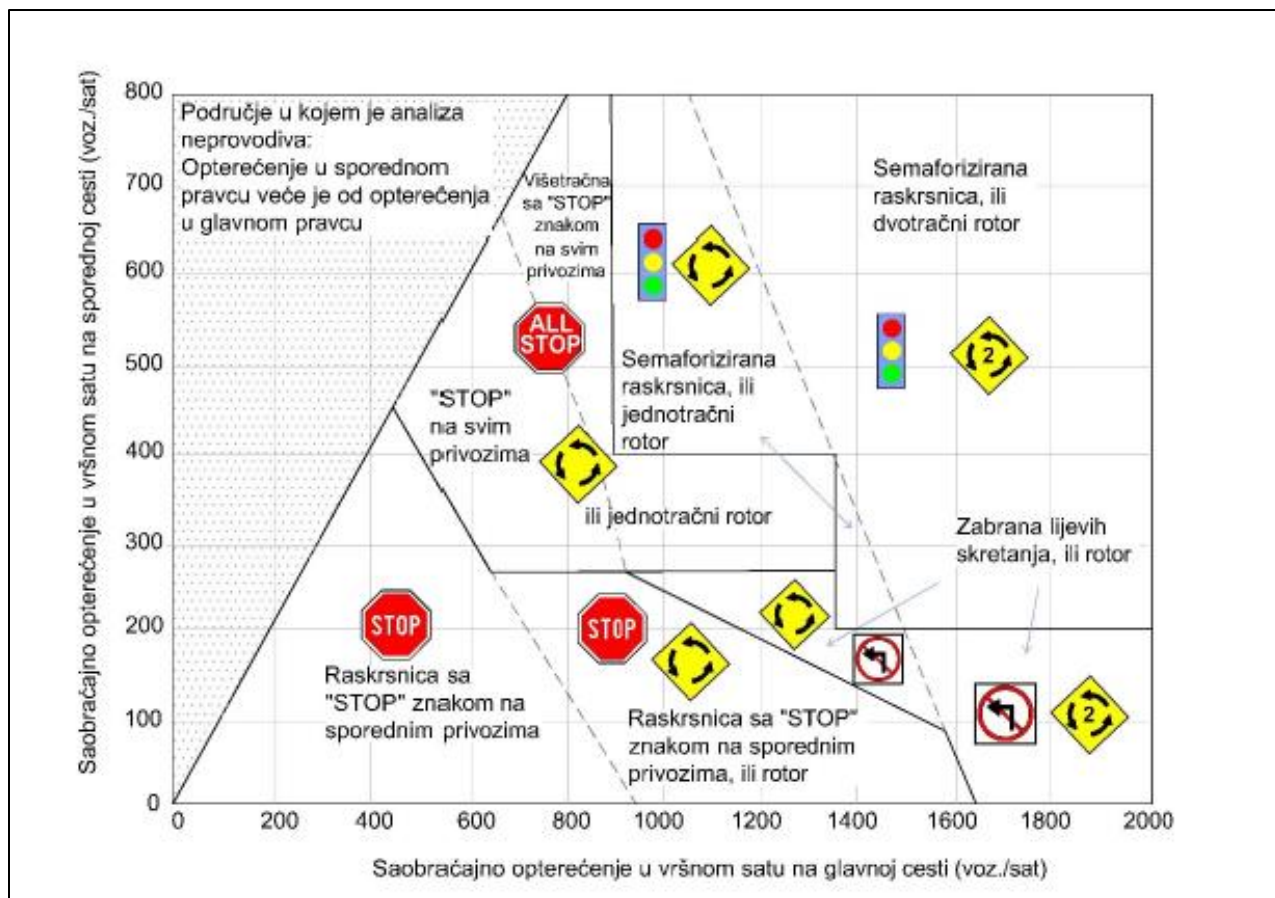 Saobraćajno opterećenje u vršnom satu na sporednoj cesti (voz./sat)
800
700
600
500
400
300
200
100
0
Područje u kojem je analiza
neprovodiva:
Opterećenje u sporednom
pravcu veće je od opterećenja
u glavnom pravcu
Višetračna
sa "STOP"
znakom
na svim
privozima
Semaforizirana
raskrsnica, ili
dvotračni rotor
ALL
STOP
2
Semaforizirana
raskrsnica, ili
jednotračni
rotor
"STOP"
na svim
privozima
ili jednotračni rotor
Zabrana lijevih
skretanja, ili rotor
STOP
STOP
Raskrsnica sa
"STOP" znakom na
sporednim privozima
Raskrsnica sa "STOP"
znakom na sporednim
privozima, ili rotor
2
0
200
400
600
800
1000
1200
1400
1600
1800
2000
Saobraćajno opterećenje u vršnom satu na glavnoj cesti (voz./sat)